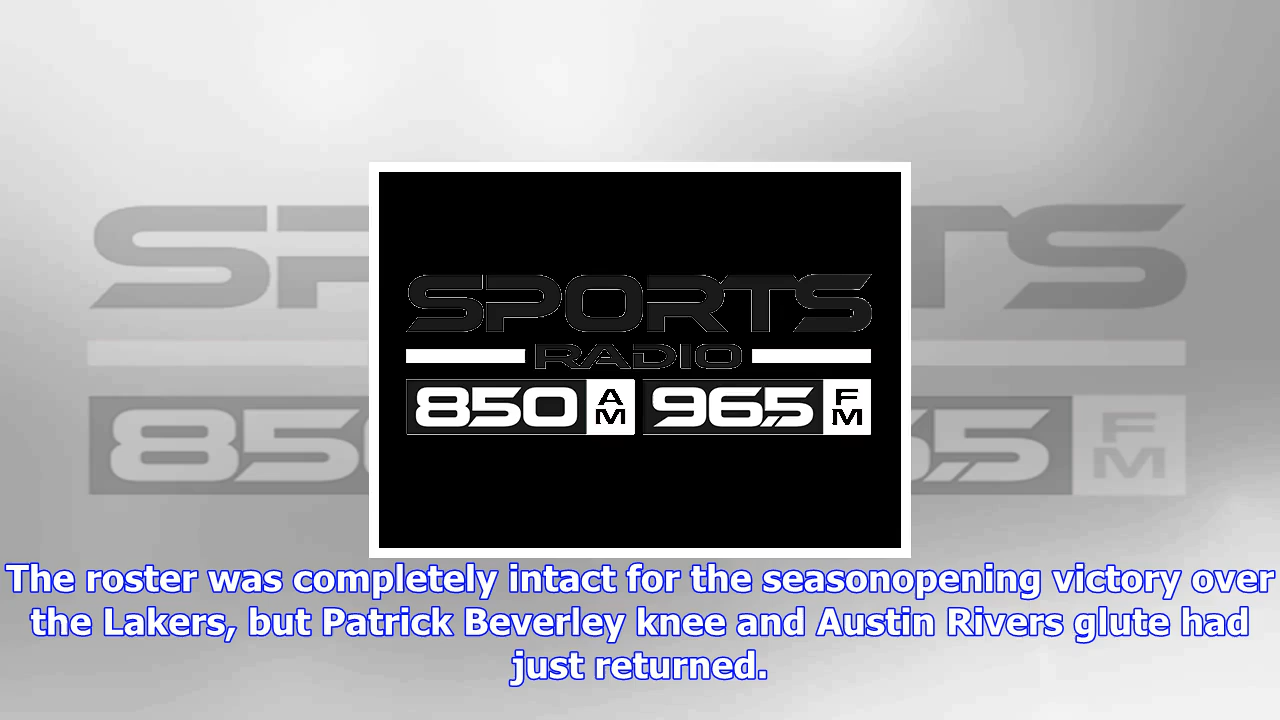 SPORTS
RADIO
850 AM 96.5 FM
The roster was completely intact for the seasonopening victory over
the Lakers, but Patrick Beverley knee and Austin Rivers glute had
just returned.